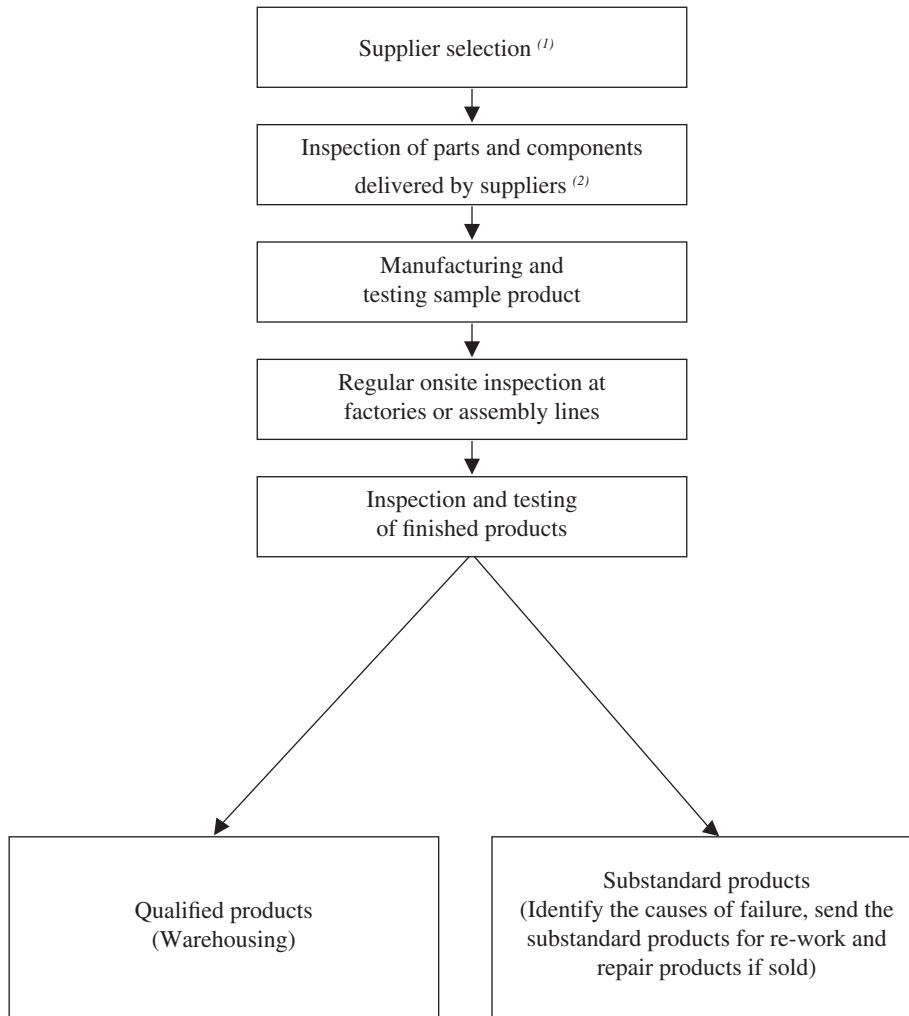 Supplier selection (1)
Inspection of parts and components
delivered by suppliers (2)
Manufacturing and
testing sample product
Regular onsite inspection at
factories or assembly lines
Inspection and testing
of finished products
Qualified products
(Warehousing)
Substandard products
(Identify the causes of failure, send the
substandard products for re-work and
repair products if sold)